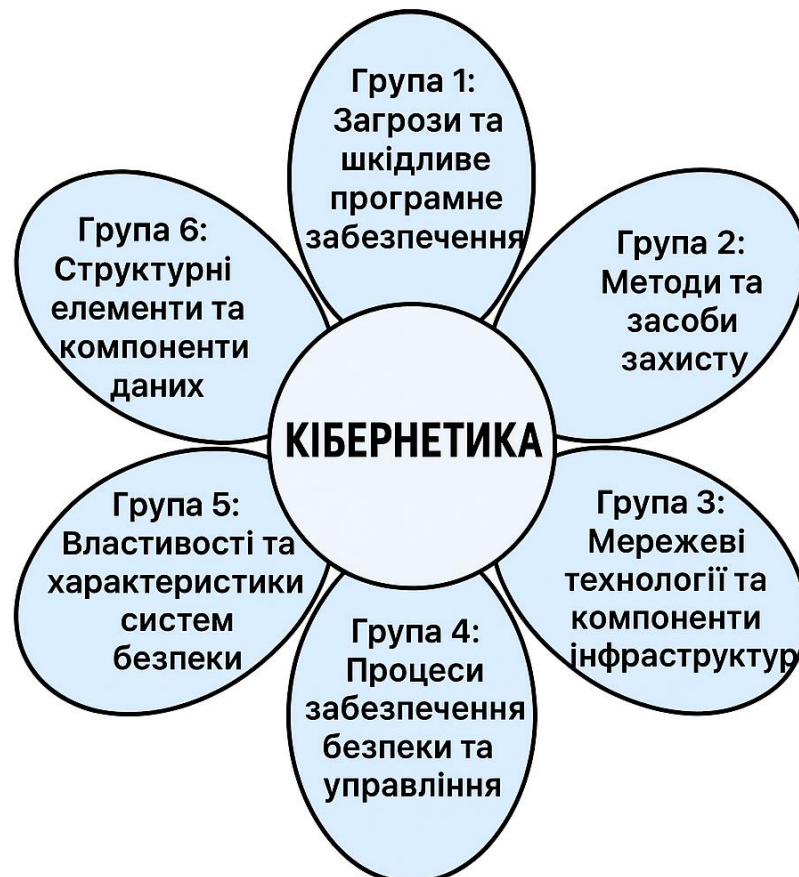 Група 1:
Загрози та
шкідливе
програмне
забезпечення
Група 2:
Методи та
засоби
захисту
Група 3:
Мережеві
технології та
компоненти
інфраструктур
Група 4:
Процеси
забезпечення
безпеки та
управління
Група 5:
Властивості та
характеристики
систем
безпеки
Група 6:
Структурні
елементи та
компоненти
даних
КІБЕРНЕТИКА